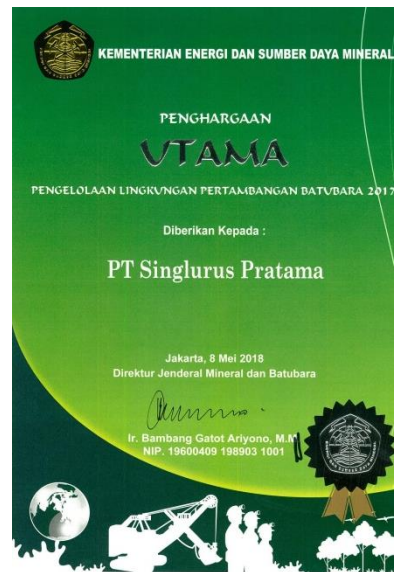 KEMENTERIAN ENERGI DAN SUMBER DAYA MINERAL
PENGHARGAAN
UTAMA
PENGELOLAAN LINGKUNGAN PERTAMBANGAN BATUBARA 2017
Diberikan Kepada :
PT Singlurus Pratama
Jakarta, 8 Mei 2018
Direktur Jenderal Mineral dan Batubara
Ir. Bambang Gatot Ariyono, M.M
NIP. 19600409 198903 1001